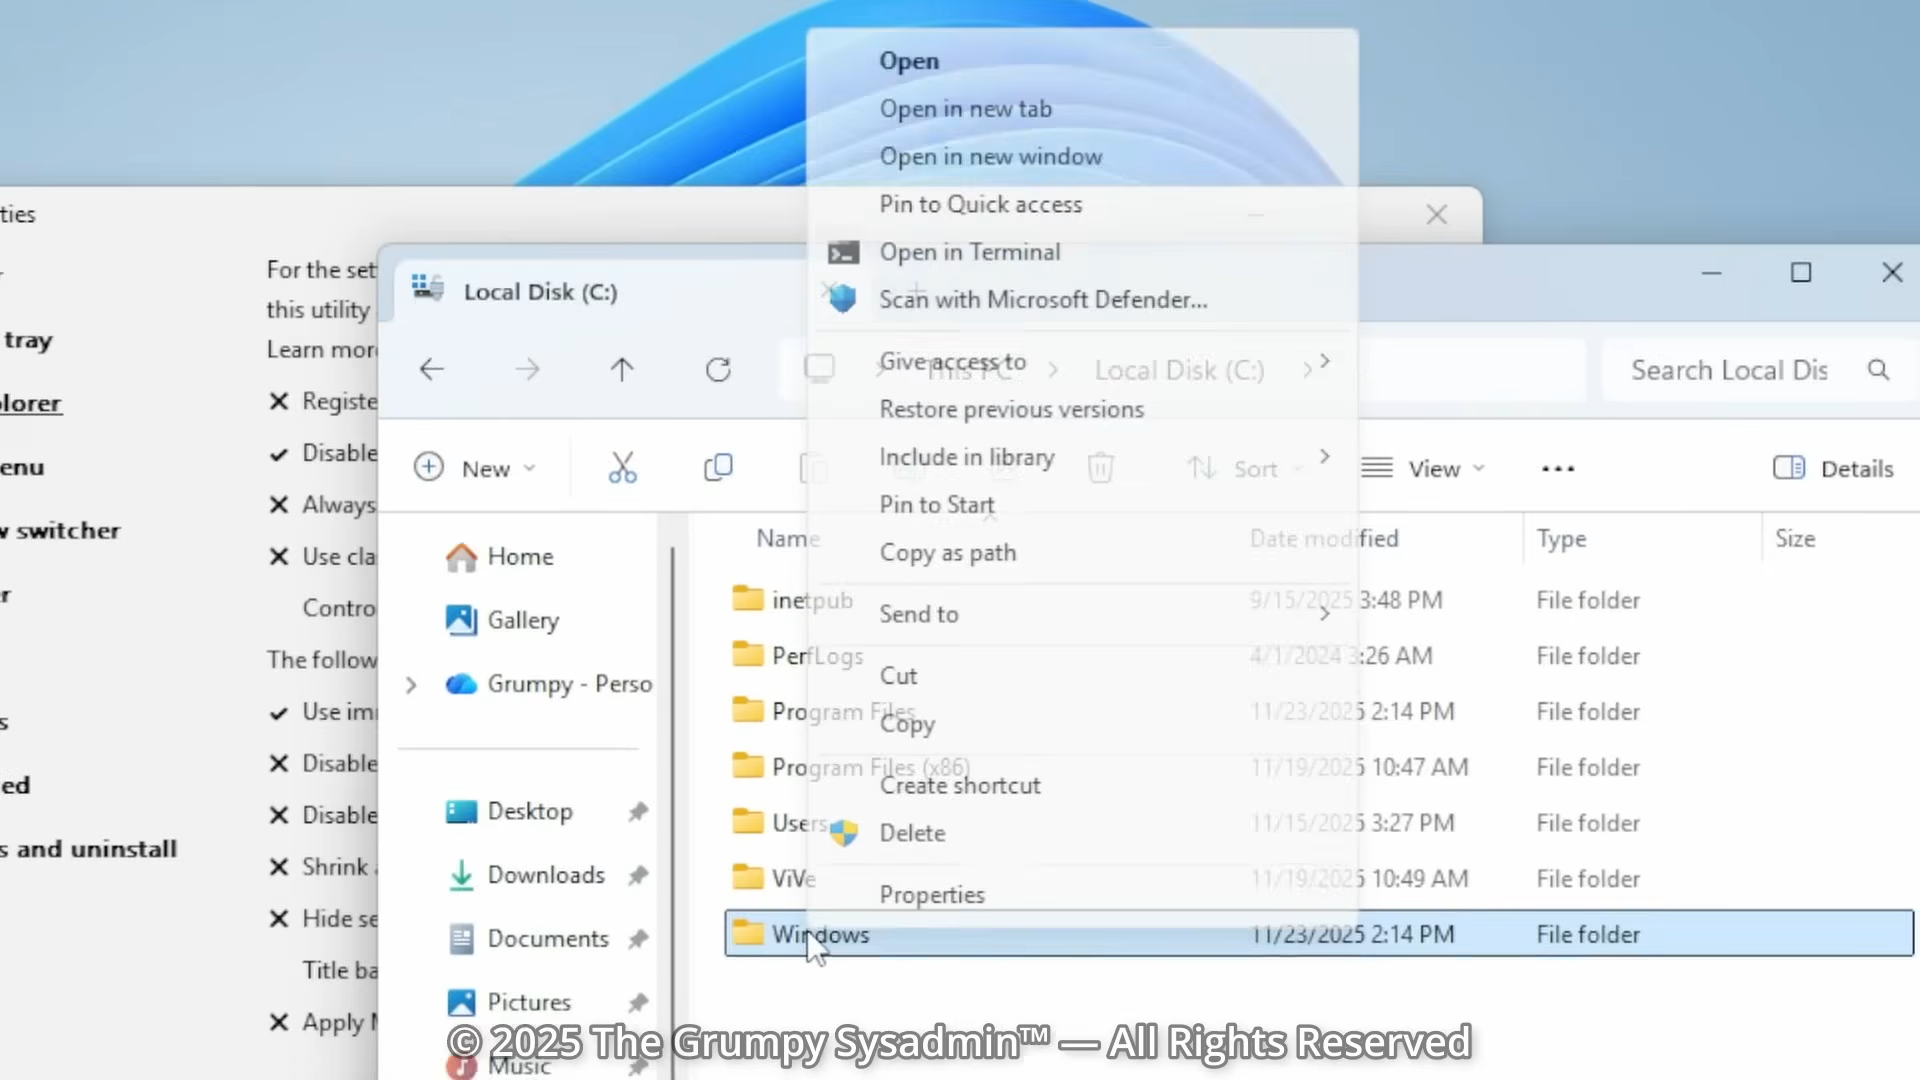 ties
tray
lorer
enu
w switcher
r
s
ed
s and uninstall
For the set
this utility
Learn mor
Registe
Disable
Always
Use cla
Contro
The follow
Use im
Disable
Disable
Shrink
Hide se
Title ba
Apply
Local Disk (C:)
This PC > Local Disk (C:) >
Search Local Dis
New
Sort
View
Details
Home
Gallery
Grumpy - Perso
Desktop
Downloads
Documents
Pictures
Music
Name Date modified Type Size
inetpub 9/15/2025 3:48 PM File folder
PerfLogs 4/1/2024 3:26 AM File folder
Program Files 11/23/2025 2:14 PM File folder
Program Files (x86) 11/19/2025 10:47 AM File folder
Users 11/15/2025 3:27 PM File folder
ViVe 11/19/2025 10:49 AM File folder
Windows 11/23/2025 2:14 PM File folder
Open
Open in new tab
Open in new window
Pin to Quick access
Open in Terminal
Scan with Microsoft Defender...
Give access to
Restore previous versions
Include in library
Pin to Start
Copy as path
Send to
Cut
Copy
Create shortcut
Delete
Properties
© 2025 The Grumpy Sysadmin™ — All Rights Reserved